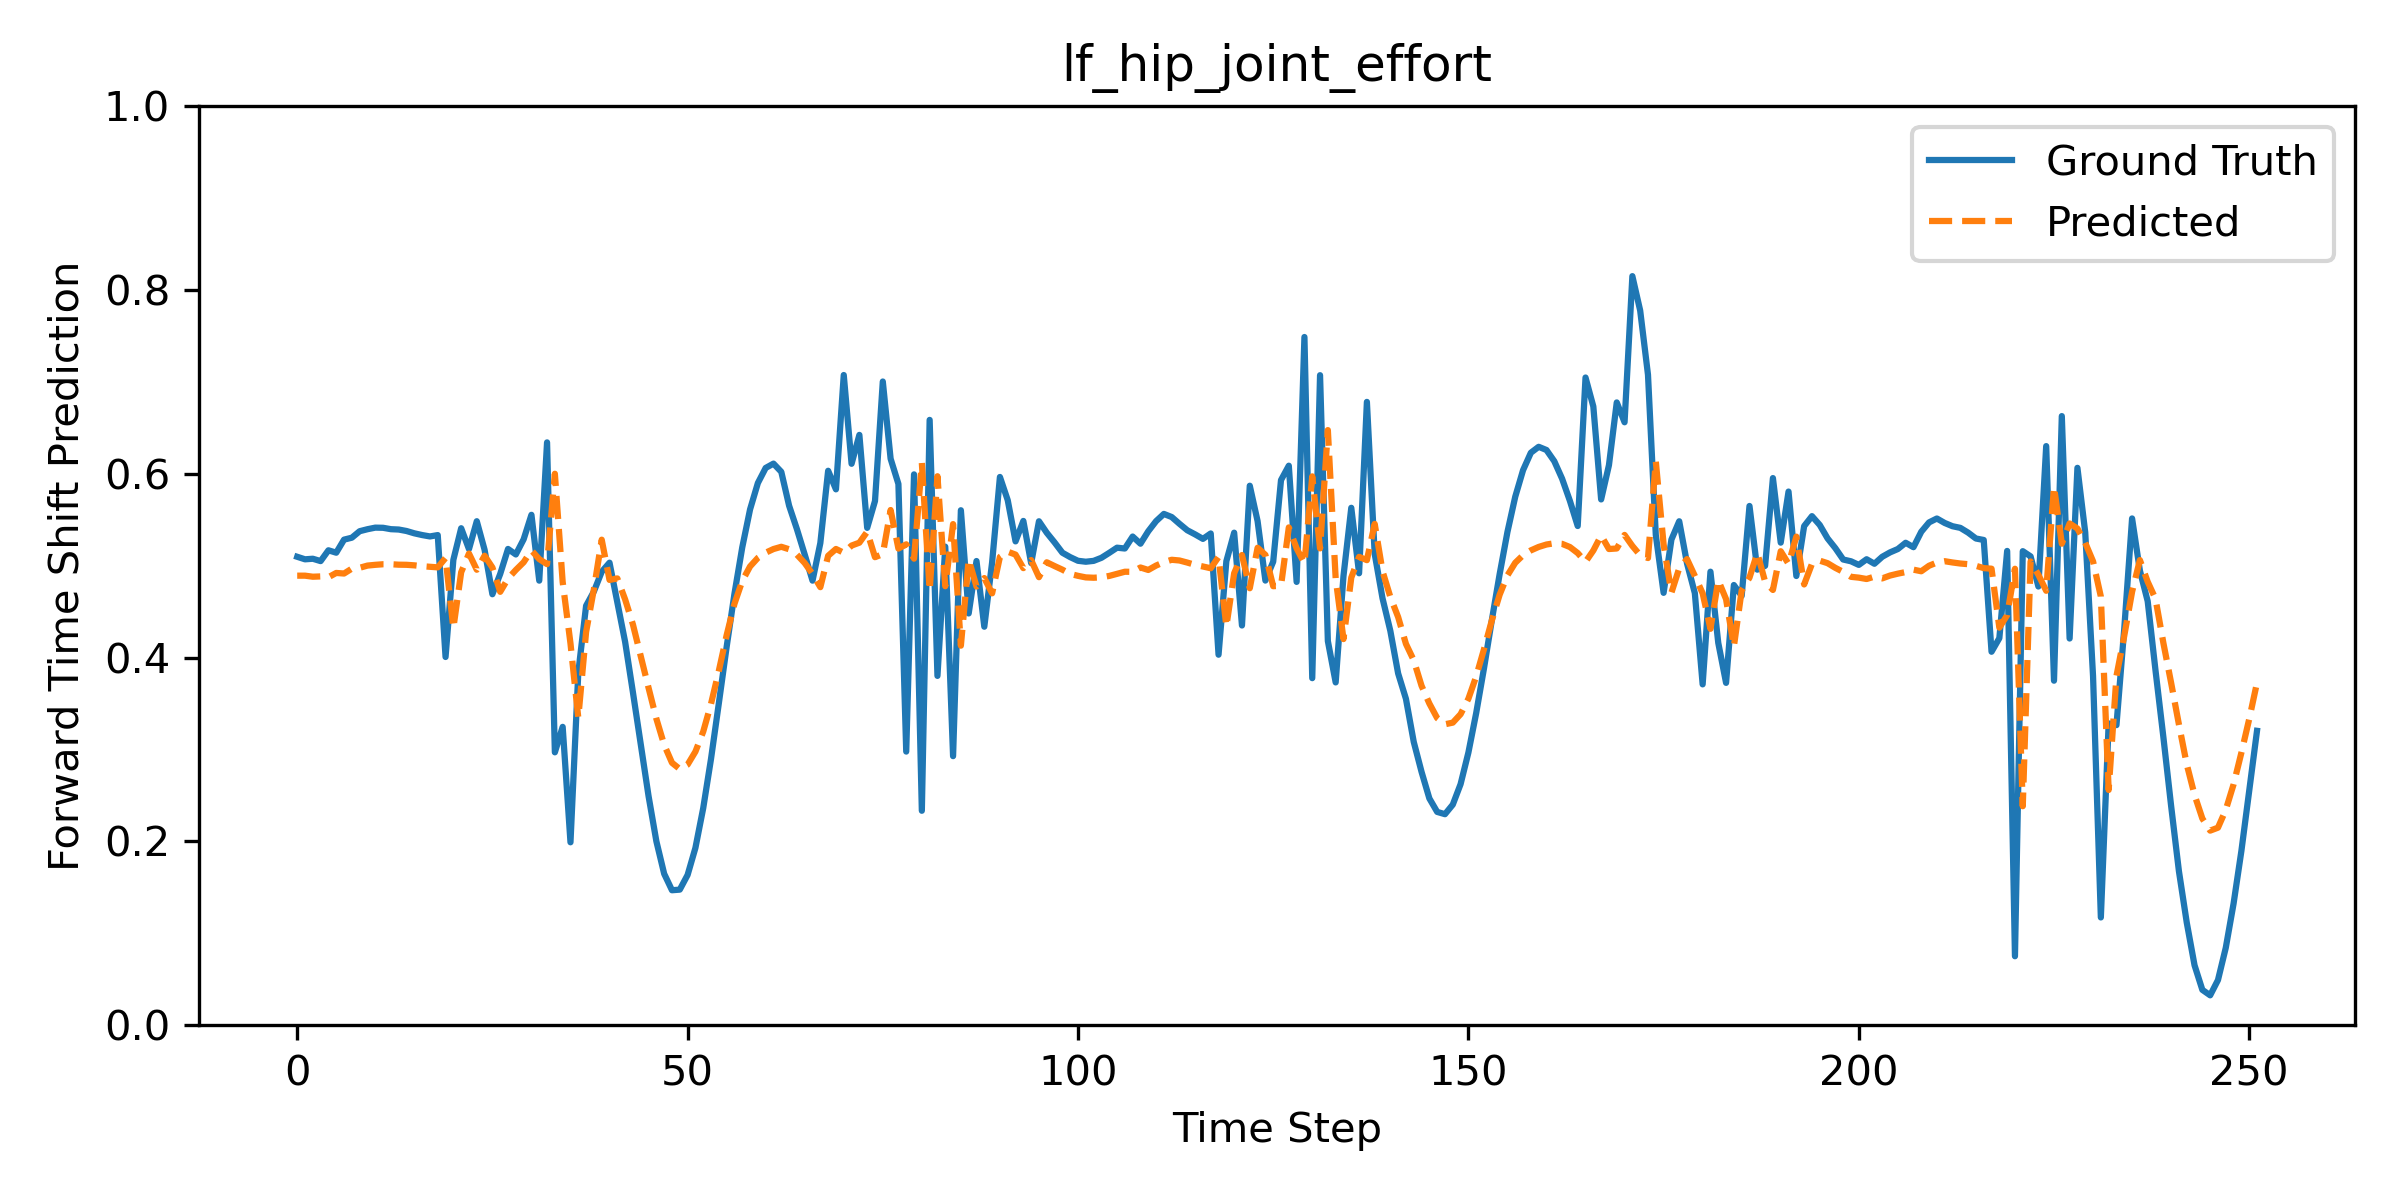 lf_hip_joint_effort
Forward Time Shift Prediction
1.0
0.8
0.6
0.4
0.2
0.0
Ground Truth
Predicted
0 50 100 150 200 250
Time Step